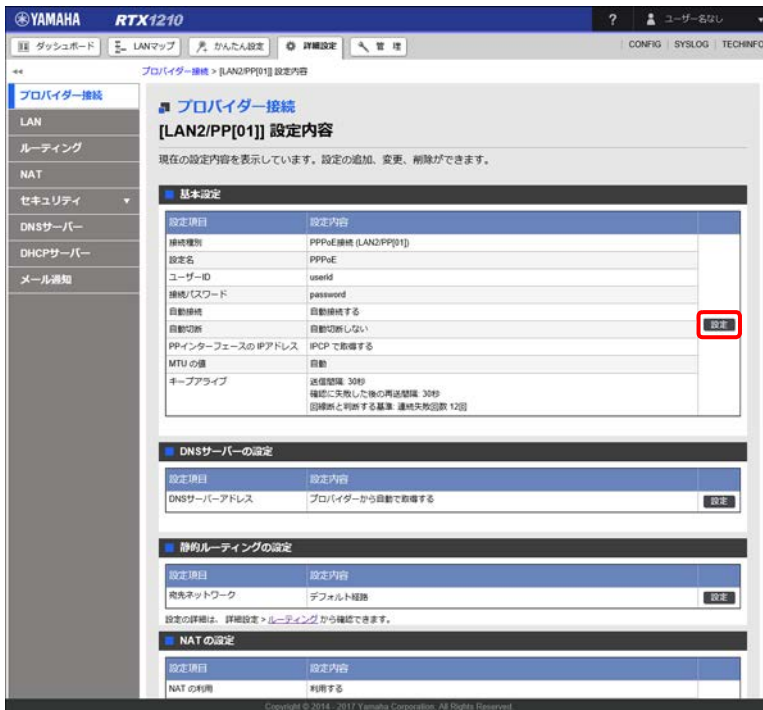 YAMAHA RTX1210 ? ユーザー名なし
ダッシュボード LANマップ かんたん設定 詳細設定 管理 CONFIG SYSLOG TECHINFO
プロバイダー接続 > [LAN2/PP[01]] 設定内容
プロバイダー接続
LAN
ルーティング
NAT
セキュリティ
DNSサーバー
DHCPサーバー
メール通知
プロバイダー接続
[LAN2/PP[01]] 設定内容
現在の設定内容を表示しています。設定の追加、変更、削除ができます。
基本設定
設定項目 設定内容
接続種別 PPPoE接続 (LAN2/PP[01])
設定名 PPPoE
ユーザーID userid
接続パスワード password
自動接続 自動接続する
自動切断 自動切断しない
設定
PPインターフェースのIPアドレス IPCP で取得する
MTU の値 自動
キープアライブ 送信間隔: 30秒
確認に失敗した後の再送間隔: 30秒
回線断と判断する基準: 連続失敗回数 12回
DNSサーバーの設定
設定項目 設定内容
DNSサーバーアドレス プロバイダーから自動で取得する 設定
静的ルーティングの設定
設定項目 設定内容
宛先ネットワーク デフォルト経路 設定
設定の詳細は、詳細設定 > ルーティング から確認できます。
NAT の設定
設定項目 設定内容
NAT の利用 利用する
Copyright © 2014 - 2017 Yamaha Corporation. All Rights Reserved.